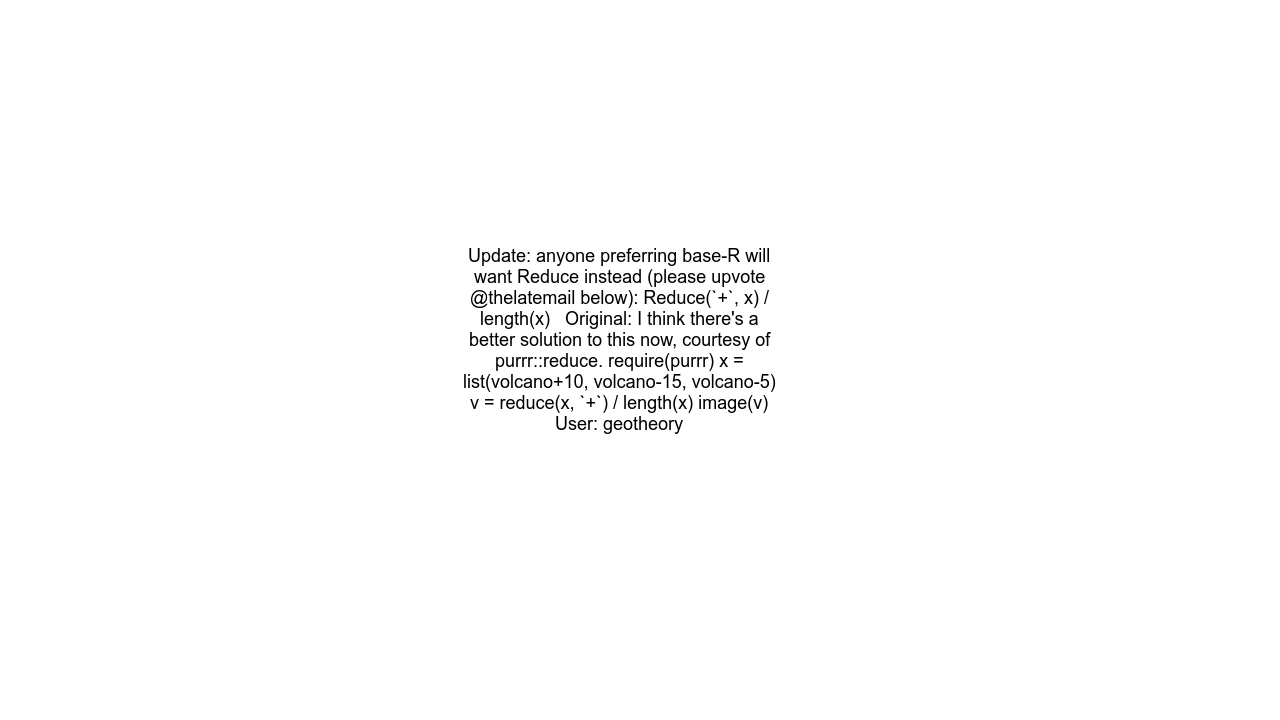 Update: anyone preferring base-R will
want Reduce instead (please upvote
@thelatemail below): Reduce(`+`, x) /
length(x)   Original: I think there's a
better solution to this now, courtesy of
purrr::reduce. require(purrr) x =
list(volcano+10, volcano-15, volcano-5)
v = reduce(x, `+`) / length(x) image(v)
User: geotheory